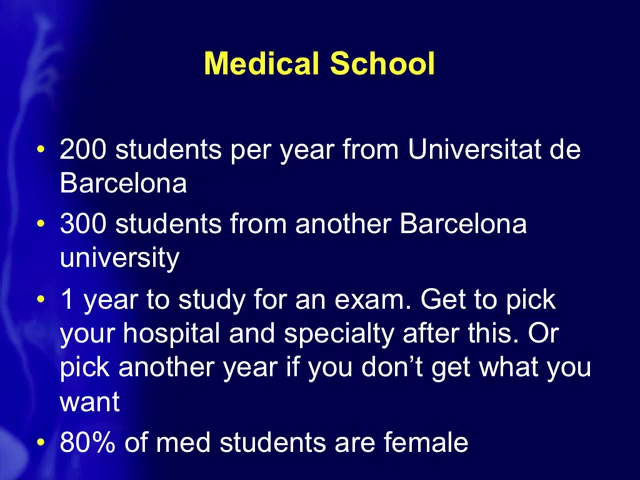 Medical School
• 200 students per year from Universitat de
Barcelona
• 300 students from another Barcelona
university
• 1 year to study for an exam. Get to pick
your hospital and specialty after this. Or
pick another year if you don’t get what you
want
• 80% of med students are female